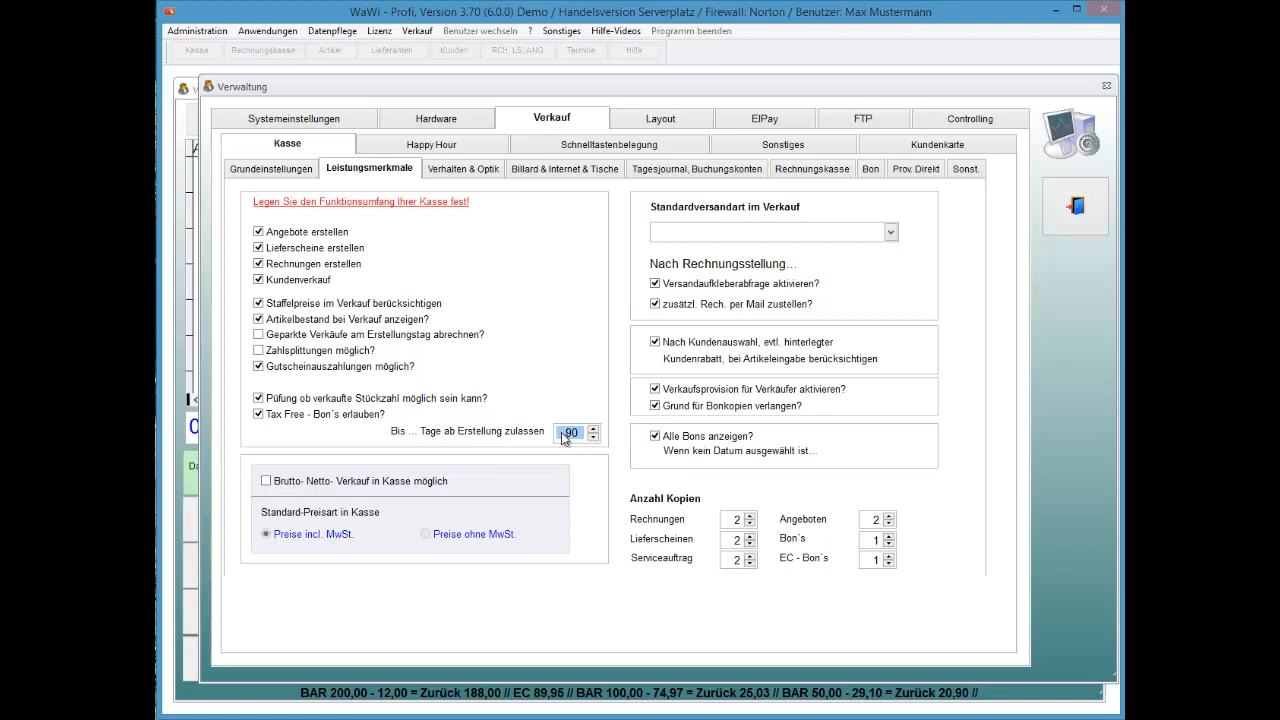 WaWi - Profi, Version 3.70 (6.0.0) Demo / Handelsversion Serverplatz / Firewall: Norton / Benutzer: Max Mustermann
Administration Anwendungen Datenpflege Lizenz Verkauf Benutzer wechseln ? Sonstiges Hilfe-Videos Programm beenden
Kasse Rechnungskasse Artikel Lieferanten Kunden RCH, LS, ANG Termine Hilfe
Verwaltung
Systemeinstellungen Hardware Verkauf Layout ElPay FTP Controlling
Kasse Happy Hour Schnelltastenbelegung Sonstiges Kundenkarte
Grundeinstellungen Leistungsmerkmale Verhalten & Optik Billard & Internet & Tische Tagesjournal, Buchungskonten Rechnungskasse Bon Prov. Direkt Sonst.
Legen Sie den Funktionsumfang Ihrer Kasse fest!
Angebote erstellen
Lieferscheine erstellen
Rechnungen erstellen
Kundenverkauf
Staffelpreise im Verkauf berücksichtigen
Artikelbestand bei Verkauf anzeigen?
Geparkte Verkäufe am Erstellungstag abrechnen?
Zahlsplittungen möglich?
Gutscheinauszahlungen möglich?
Püfung ob verkaufte Stückzahl möglich sein kann?
Tax Free - Bon´s erlauben?
Bis ... Tage ab Erstellung zulassen 90
Brutto- Netto- Verkauf in Kasse möglich
Standard-Preisart in Kasse
Preise incl. MwSt. Preise ohne MwSt.
Standardversandart im Verkauf
Nach Rechnungsstellung...
Versandaufkleberabfrage aktivieren?
zusätzl. Rech. per Mail zustellen?
Nach Kundenauswahl, evtl. hinterlegter
Kundenrabatt, bei Artikeleingabe berücksichtigen
Verkaufsprovision für Verkäufer aktivieren?
Grund für Bonkopien verlangen?
Alle Bons anzeigen?
Wenn kein Datum ausgewählt ist...
Anzahl Kopien
Rechnungen 2 Angeboten 2
Lieferscheinen 2 Bon´s 1
Serviceauftrag 2 EC - Bon´s 1
BAR 200,00 - 12,00 = Zurück 188,00 // EC 89,95 // BAR 100,00 - 74,97 = Zurück 25,03 // BAR 50,00 - 29,10 = Zurück 20,90 //